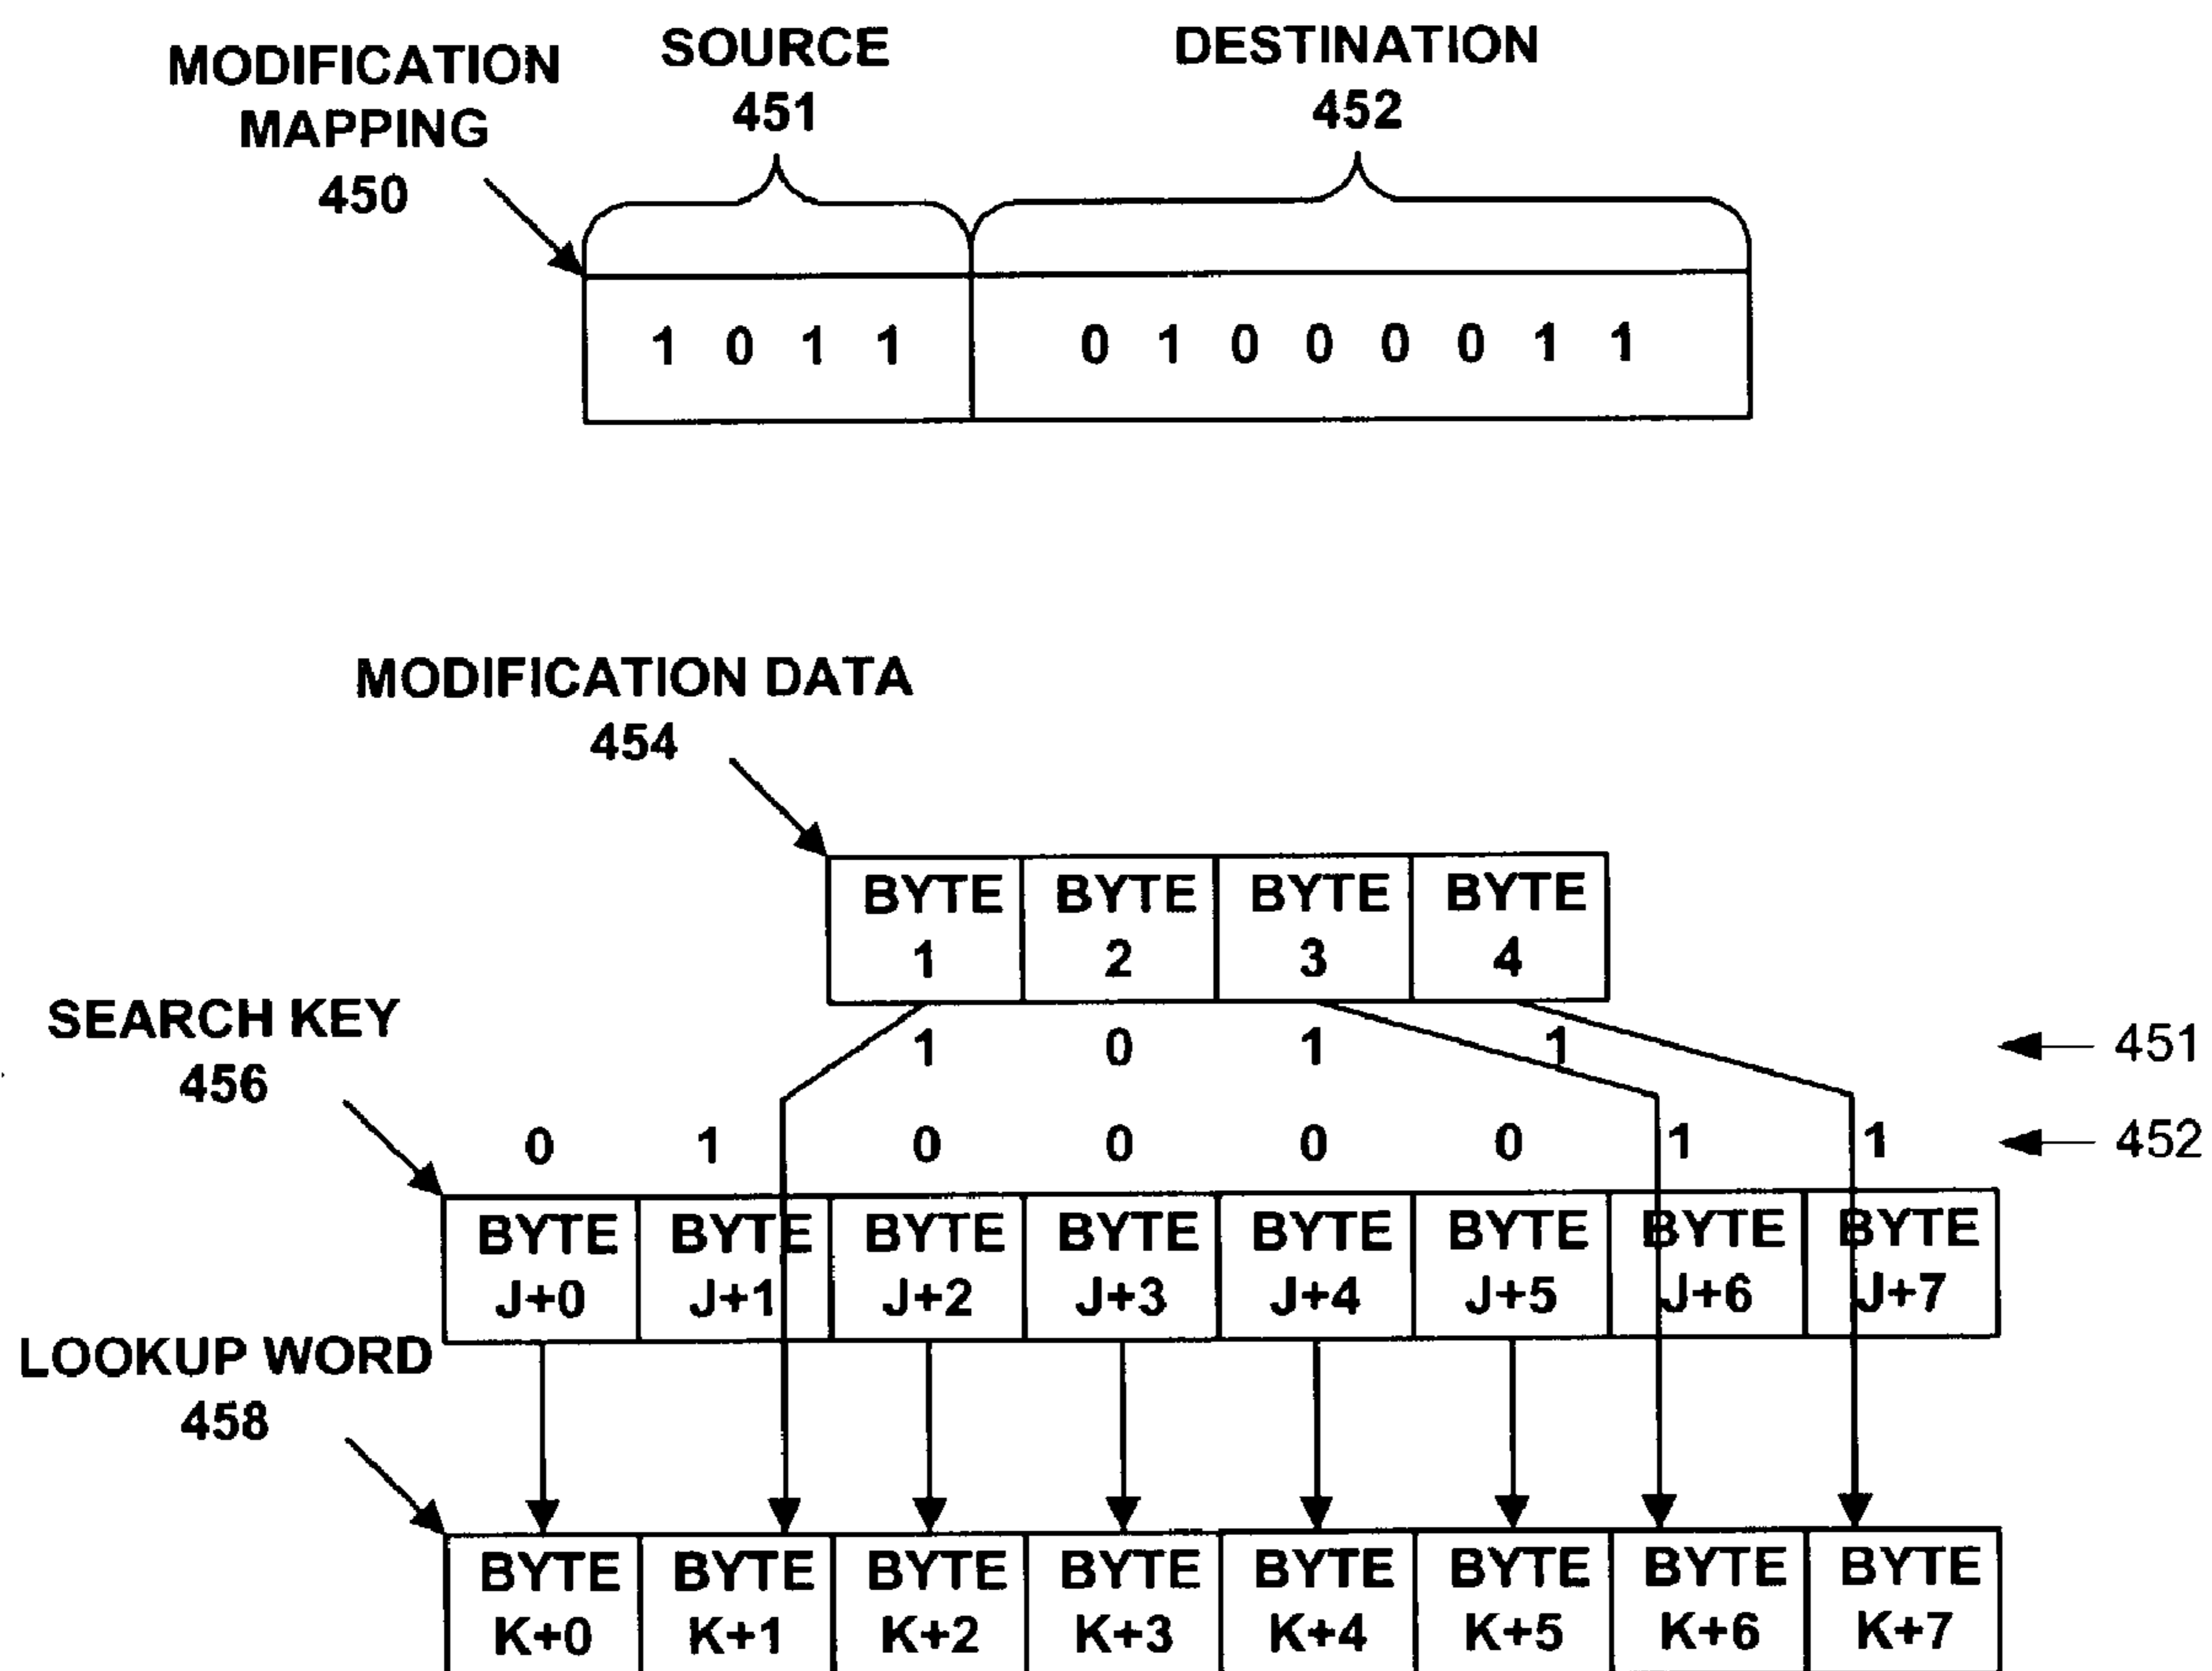 MODIFICATION
MAPPING
450
SOURCE
451
DESTINATION
452
1 0 1 1 0 1 0 0 0 0 1 1
MODIFICATION DATA
454
BYTE BYTE BYTE BYTE
1 2 3 4
SEARCH KEY
456
1 0 1 1 451
0 1 0 0 0 0 1 1 452
BYTE BYTE BYTE BYTE BYTE BYTE BYTE BYTE
J+0 J+1 J+2 J+3 J+4 J+5 J+6 J+7
LOOKUP WORD
458
BYTE BYTE BYTE BYTE BYTE BYTE BYTE BYTE
K+0 K+1 K+2 K+3 K+4 K+5 K+6 K+7